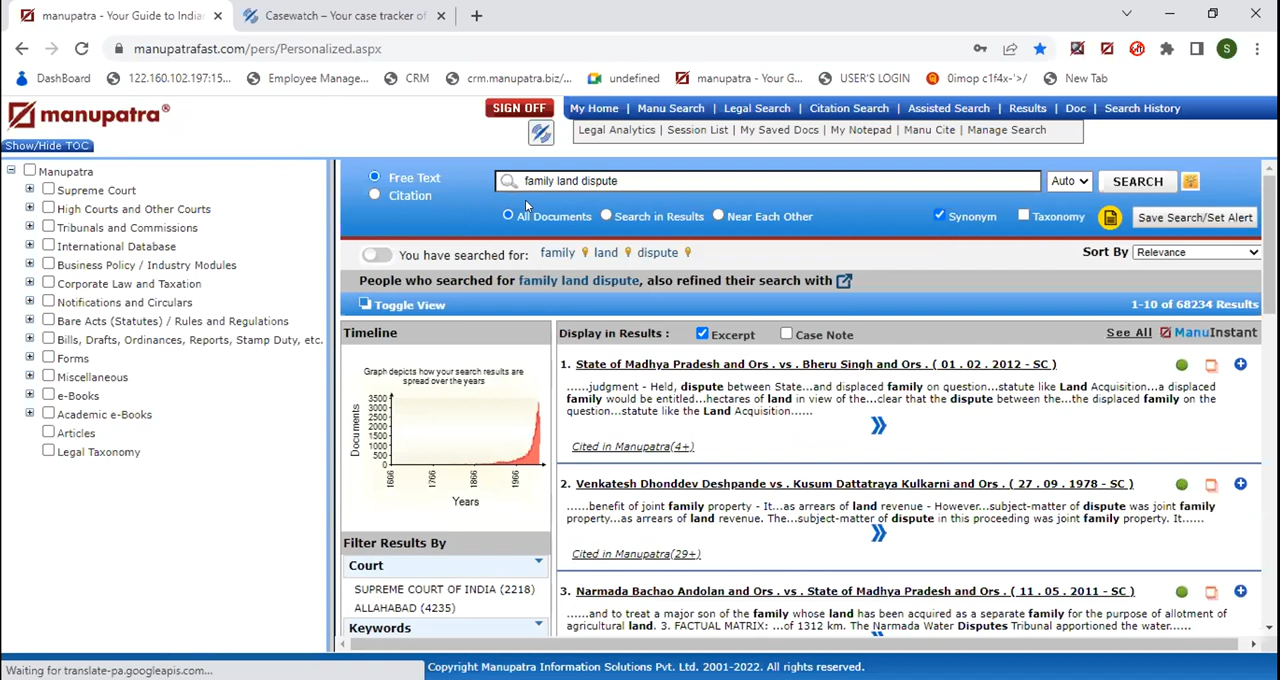 manupatra - Your Guide to Indian
Casewatch – Your case tracker of
manupatrafast.com/pers/Personalized.aspx
S
DashBoard
122.160.102.197:15...
Employee Manage...
CRM
crm.manupatra.biz/...
undefined
manupatra - Your G...
USER'S LOGIN
0imop c1f4x-'>/
New Tab
manupatra®
SIGN OFF
My Home | Manu Search | Legal Search | Citation Search | Assisted Search | Results | Doc | Search History
Legal Analytics | Session List | My Saved Docs | My Notepad | Manu Cite | Manage Search
Show/Hide TOC
Manupatra
Supreme Court
High Courts and Other Courts
Tribunals and Commissions
International Database
Business Policy / Industry Modules
Corporate Law and Taxation
Notifications and Circulars
Bare Acts (Statutes) / Rules and Regulations
Bills, Drafts, Ordinances, Reports, Stamp Duty, etc.
Forms
Miscellaneous
e-Books
Academic e-Books
Articles
Legal Taxonomy
Free Text
Citation
family land dispute
Auto
SEARCH
All Documents
Search in Results
Near Each Other
Synonym
Taxonomy
Save Search/Set Alert
You have searched for: family land dispute
Sort By Relevance
People who searched for family land dispute, also refined their search with
Toggle View
1-10 of 68234 Results
Timeline
Graph depicts how your search results are
spread over the years
Documents
3500
3000
2500
2000
1500
1000
500
0
1666
1766
1866
1966
Years
Filter Results By
Court
SUPREME COURT OF INDIA (2218)
ALLAHABAD (4235)
Keywords
Display in Results : Excerpt Case Note
See All ManuInstant
1. State of Madhya Pradesh and Ors . vs . Bheru Singh and Ors . ( 01 . 02 . 2012 - SC )
......judgment - Held, dispute between State...and displaced family on question...statute like Land Acquisition...a displaced
family would be entitled...hectares of land in view of the...clear that the dispute between the...the displaced family on the
question...statute like the Land Acquisition......
Cited in Manupatra(4+)
2. Venkatesh Dhonddev Deshpande vs . Kusum Dattatraya Kulkarni and Ors . ( 27 . 09 . 1978 - SC )
......benefit of joint family property - It...as arrears of land revenue - However...subject-matter of dispute was joint family
property...as arrears of land revenue. The...subject-matter of dispute in this proceeding was joint family property. It......
Cited in Manupatra(29+)
3. Narmada Bachao Andolan and Ors . vs . State of Madhya Pradesh and Ors . ( 11 . 05 . 2011 - SC )
......and to treat a major son of the family whose land has been acquired as a separate family for the purpose of allotment of
agricultural land. 3. FACTUAL MATRIX: ...of 1312 km. The Narmada Water Disputes Tribunal apportioned the water......
Waiting for translate-pa.googleapis.com...
Copyright Manupatra Information Solutions Pvt. Ltd. 2001-2022. All rights reserved.